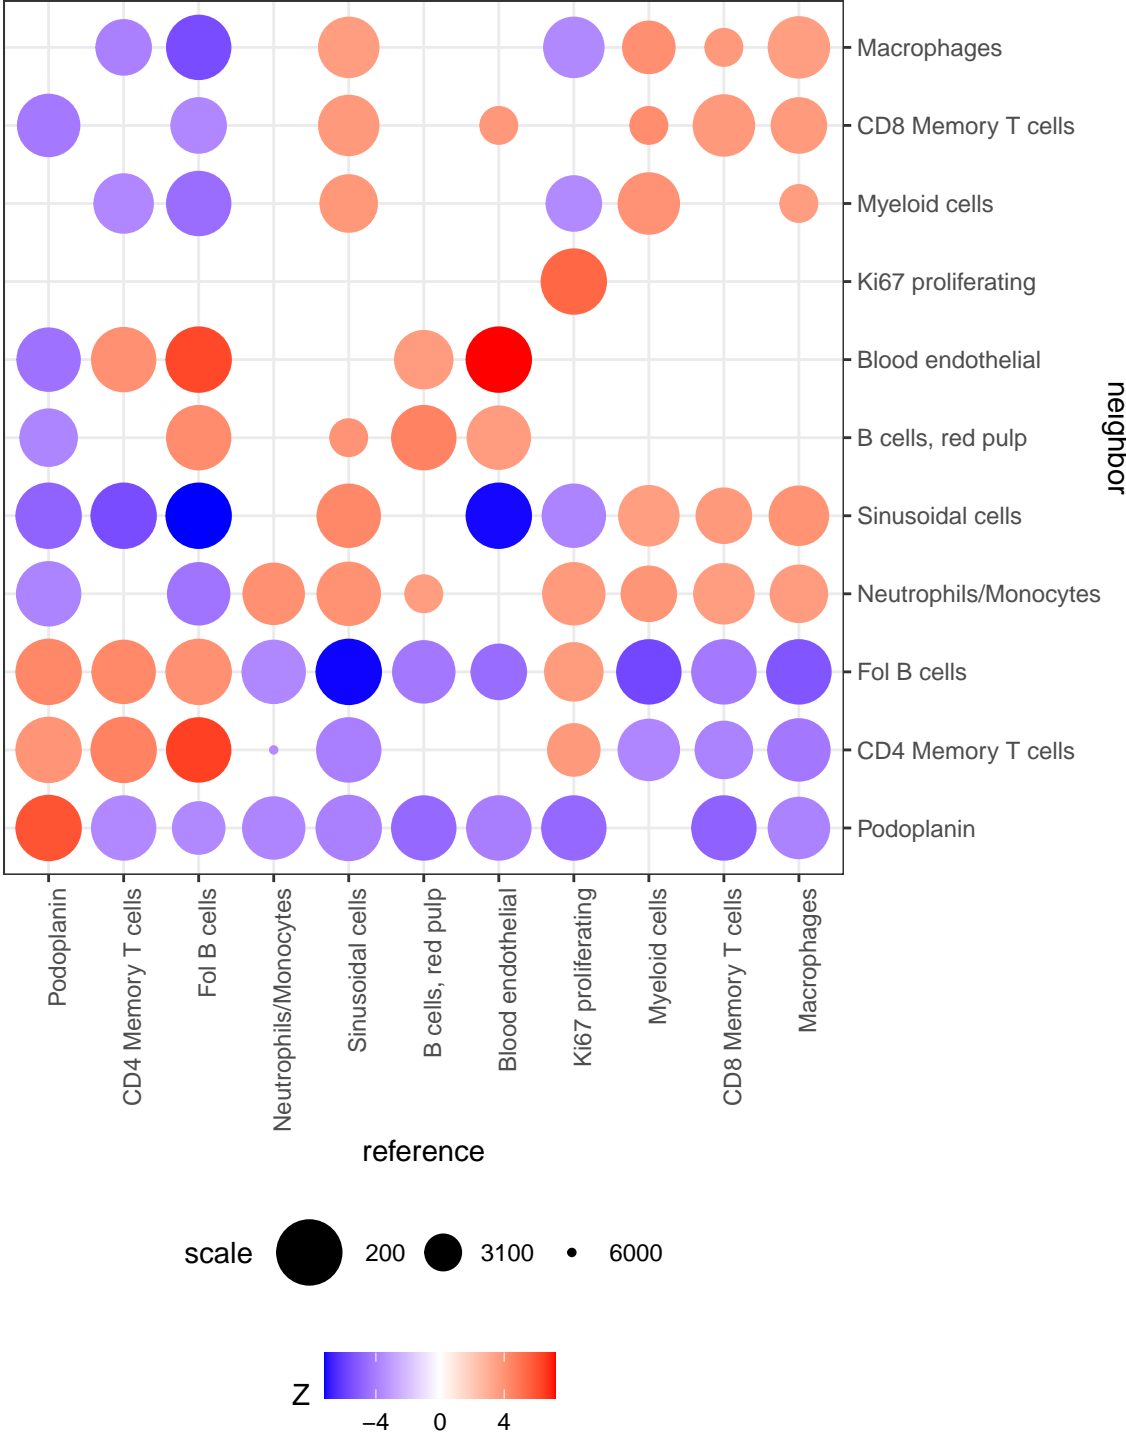 Macrophages
CD8 Memory T cells
Myeloid cells
Ki67 proliferating
Blood endothelial
B cells, red pulp
Sinusoidal cells
Neutrophils/Monocytes
Fol B cells
CD4 Memory T cells
Podoplanin
neighbor
Podoplanin
CD4 Memory T cells
Fol B cells
Neutrophils/Monocytes
Sinusoidal cells
B cells, red pulp
Blood endothelial
Ki67 proliferating
Myeloid cells
CD8 Memory T cells
Macrophages
reference
scale 200 3100 6000
Z
−4 0 4